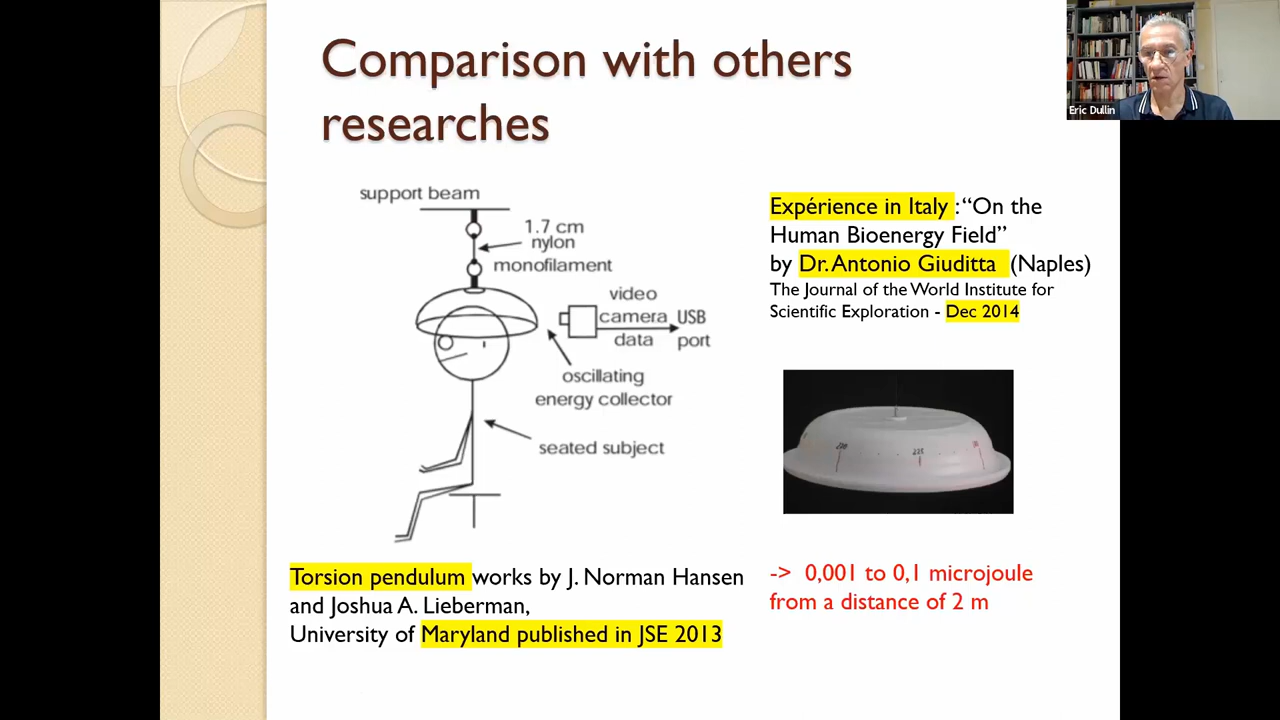 Comparison with others
researches
Eric Dullin
support beam
1.7 cm
nylon
monofilament
video
camera USB
data port
oscillating
energy collector
seated subject
Expérience in Italy : “On the
Human Bioenergy Field”
by Dr. Antonio Giuditta (Naples)
The Journal of the World Institute for
Scientific Exploration - Dec 2014
225
-> 0,001 to 0,1 microjoule
from a distance of 2 m
Torsion pendulum works by J. Norman Hansen
and Joshua A. Lieberman,
University of Maryland published in JSE 2013